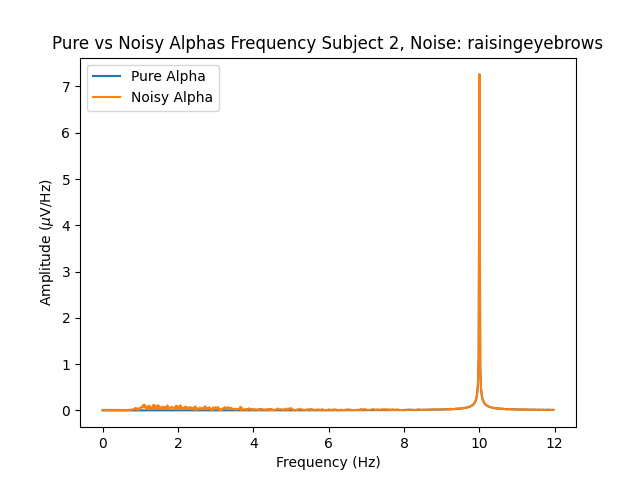 Pure vs Noisy Alphas Frequency Subject 2, Noise: raisingeyebrows
Pure Alpha
Noisy Alpha
Amplitude (μV/Hz)
7
6
5
4
3
2
1
0
0 2 4 6 8 10 12
Frequency (Hz)